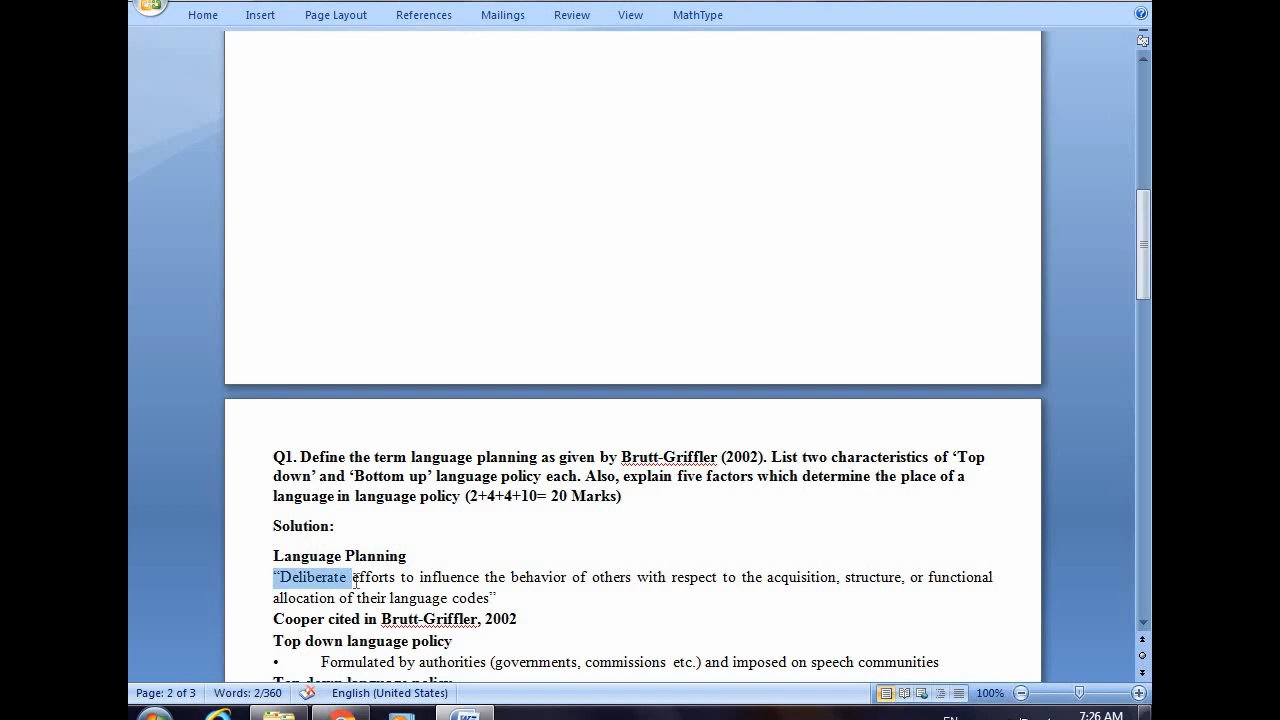 Home Insert Page Layout References Mailings Review View MathType
Q1. Define the term language planning as given by Brutt-Griffler (2002). List two characteristics of ‘Top
down’ and ‘Bottom up’ language policy each. Also, explain five factors which determine the place of a
language in language policy (2+4+4+10= 20 Marks)
Solution:
Language Planning
“Deliberate efforts to influence the behavior of others with respect to the acquisition, structure, or functional
allocation of their language codes”
Cooper cited in Brutt-Griffler, 2002
Top down language policy
• Formulated by authorities (governments, commissions etc.) and imposed on speech communities
Top down language policy
Page: 2 of 3 Words: 2/360 English (United States) 100%
EN 7:26 AM